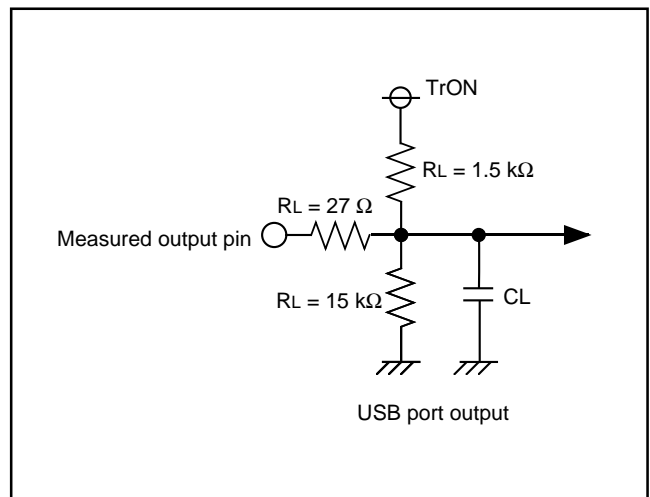 TrON
RL = 1.5 kΩ
RL = 27 Ω
Measured output pin
RL = 15 kΩ
CL
USB port output